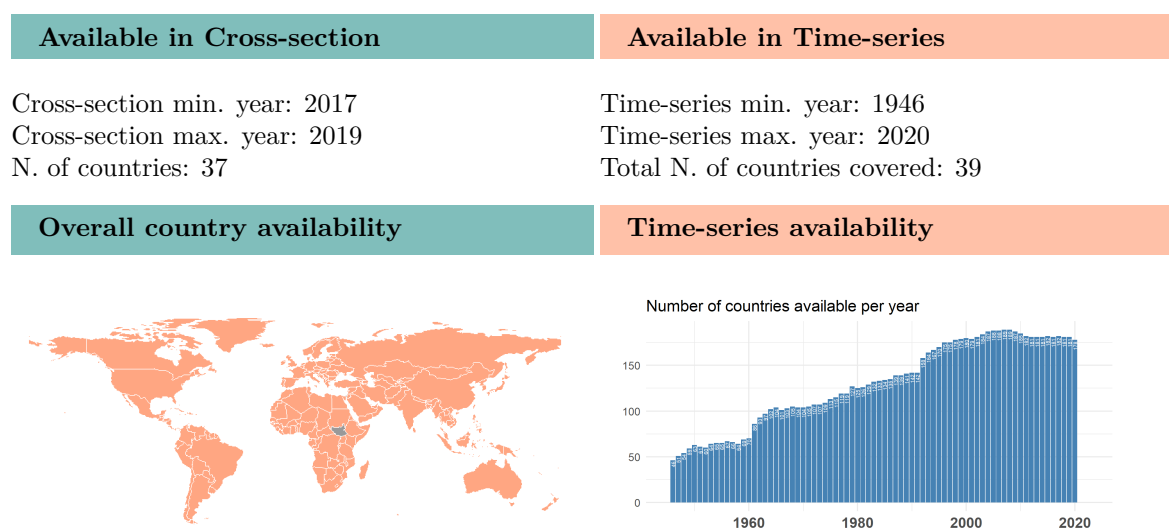 Available in Cross-section
Available in Time-series
Cross-section min. year: 2017
Cross-section max. year: 2019
N. of countries: 37
Time-series min. year: 1946
Time-series max. year: 2020
Total N. of countries covered: 39
Overall country availability
Time-series availability
Number of countries available per year
150
100
50
0
1960
1980
2000
2020